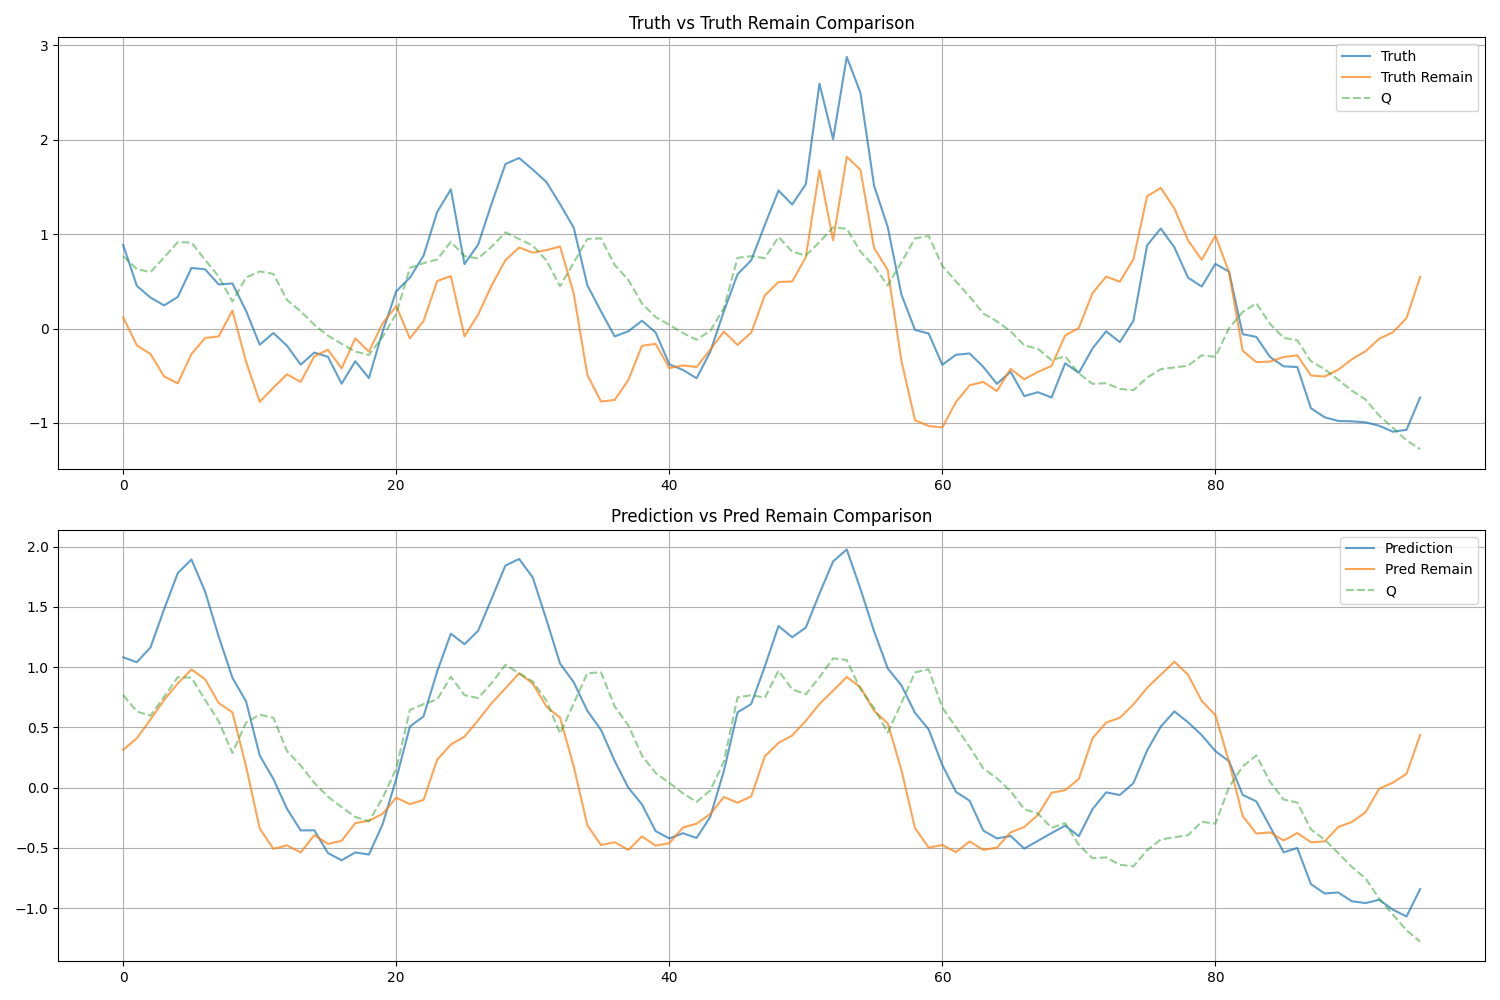 Truth vs Truth Remain Comparison
3
2
1
0
−1
0
20
40
60
80
Truth
Truth Remain
Q
Prediction vs Pred Remain Comparison
2.0
1.5
1.0
0.5
0.0
−0.5
−1.0
0
20
40
60
80
Prediction
Pred Remain
Q